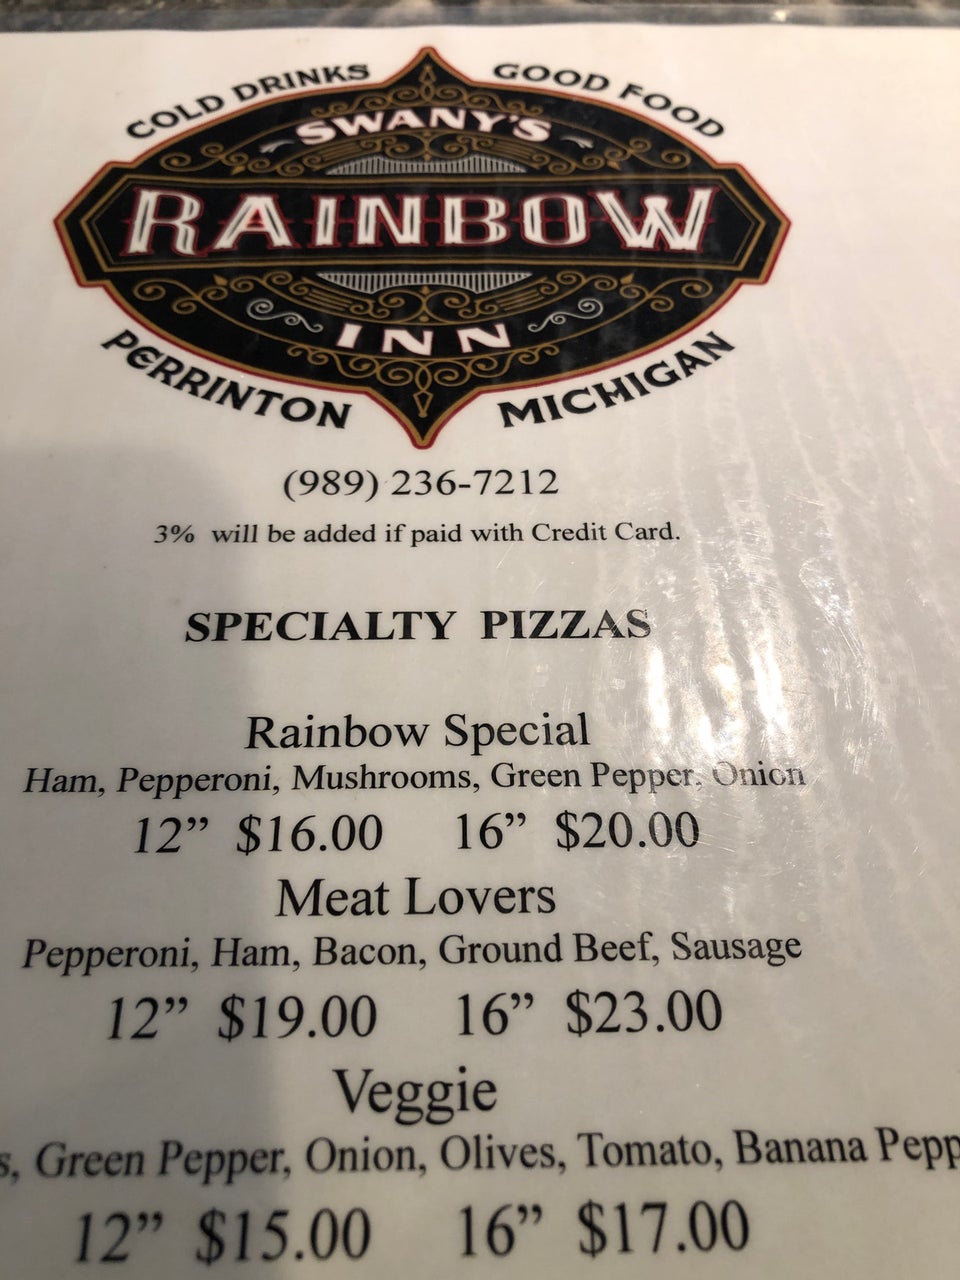 COLD DRINKS GOOD FOOD
SWANY'S
RAINBOW
INN
PERRINTON MICHIGAN
(989) 236-7212
3% will be added if paid with Credit Card.
SPECIALTY PIZZAS
Rainbow Special
Ham, Pepperoni, Mushrooms, Green Pepper, Onion
12” $16.00 16” $20.00
Meat Lovers
Pepperoni, Ham, Bacon, Ground Beef, Sausage
12” $19.00 16” $23.00
Veggie
Green Pepper, Onion, Olives, Tomato, Banana
12” $15.00 16” $17.00